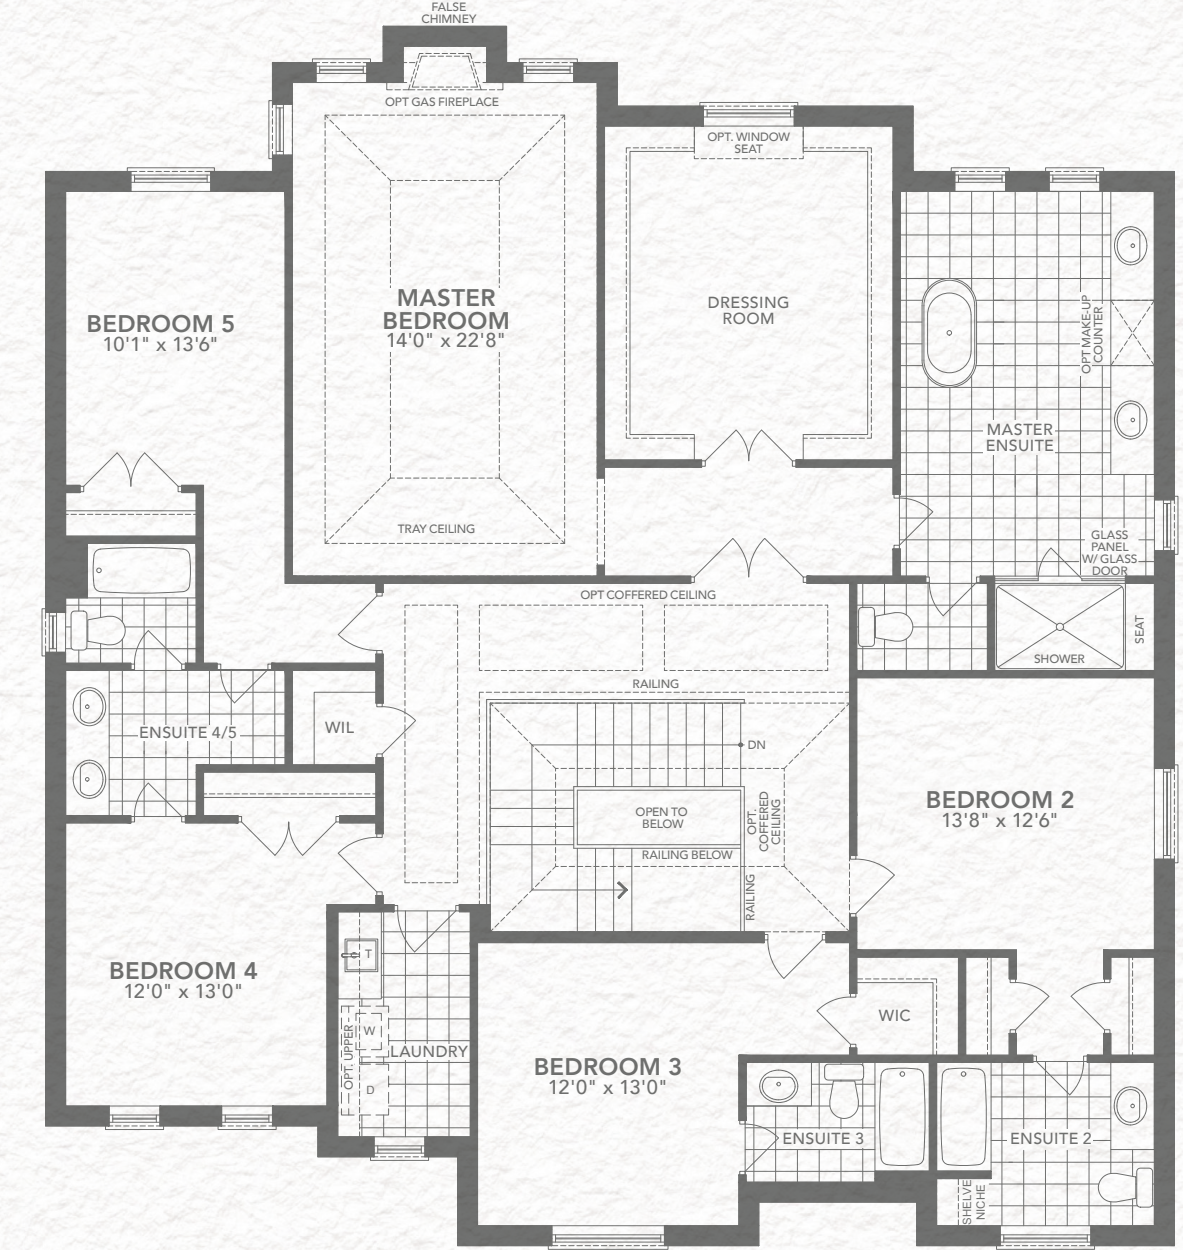 FALSE
CHIMNEY
OPT GAS FIREPLACE
OPT. WINDOW
SEAT
MASTER
BEDROOM
14'0" x 22'8"
BEDROOM 5
10'1" x 13'6"
DRESSING
ROOM
OPT MAKE-UP
COUNTER
MASTER
ENSUITE
TRAY CEILING
GLASS
PANEL
W/ GLASS
DOOR
OPT COFFERED CEILING
SEAT
SHOWER
RAILING
ENSUITE 4/5
WIL
DN
OPEN TO
BELOW
OPT.
COFFERED
CEILING
RAILING BELOW
RAILING
BEDROOM 2
13'8" x 12'6"
BEDROOM 4
12'0" x 13'0"
T
W
D
OPT. UPPER
LAUNDRY
WIC
BEDROOM 3
12'0" x 13'0"
ENSUITE 3
ENSUITE 2
SHELVE
NICHE